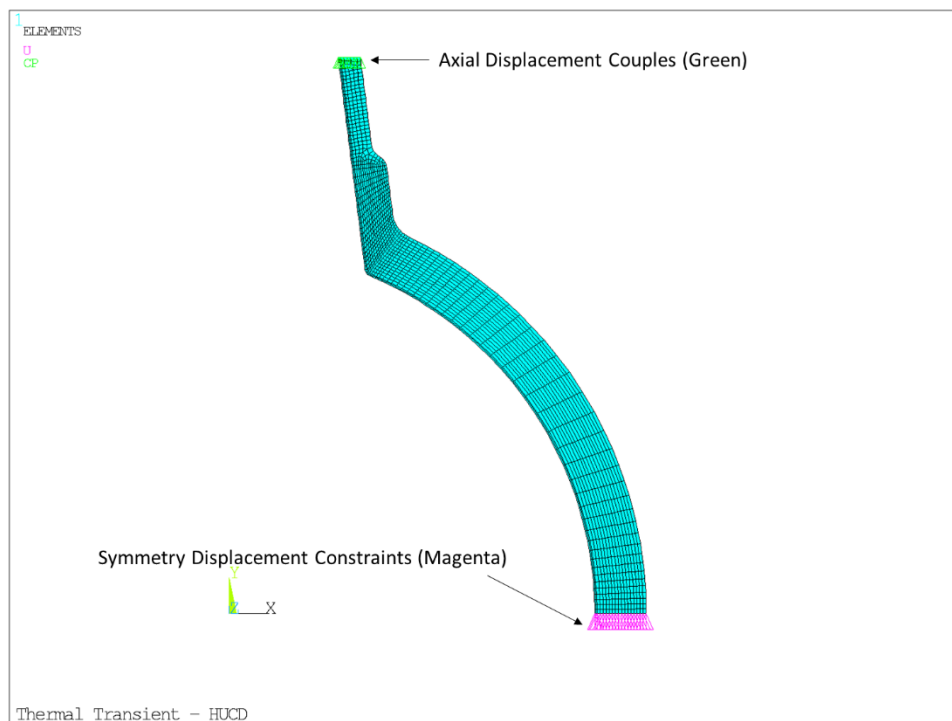 1
ELEMENTS
U
CP
Axial Displacement Couples (Green)
Symmetry Displacement Constraints (Magenta)
Y
Z
X
Thermal Transient - HUCD